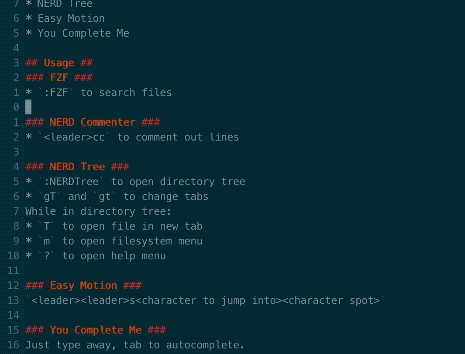 7 * NERD Tree
6 * Easy Motion
5 * You Complete Me
4
3 ## Usage ##
2 ### FZF ###
1 * `:FZF` to search files
0
1 ### NERD Commenter ###
2 * `<leader>cc` to comment out lines
3
4 ### NERD Tree ###
5 * `:NERDTree` to open directory tree
6 * `gT` and `gt` to change tabs
7 While in directory tree:
8 * `T` to open file in new tab
9 * `m` to open filesystem menu
10 * `?` to open help menu
11
12 ### Easy Motion ###
13 `<leader><leader>s<character to jump into><character spot>`
14
15 ### You Complete Me ###
16 Just type away, tab to autocomplete.